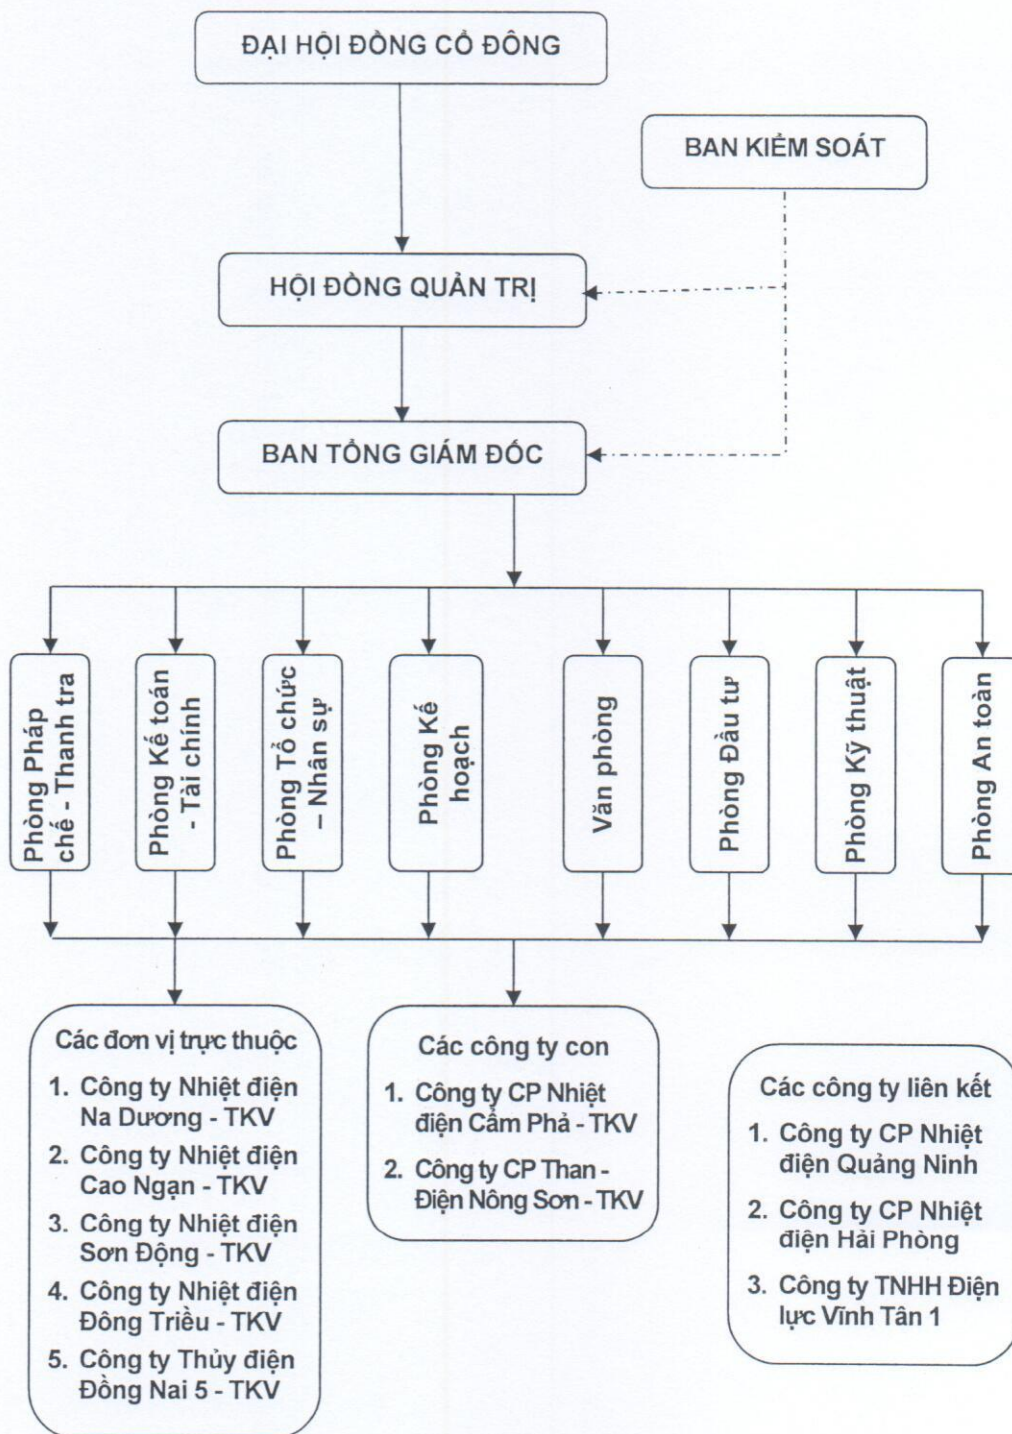 ĐẠI HỘI ĐỒNG CỔ ĐÔNG
BAN KIỂM SOÁT
HỘI ĐỒNG QUẢN TRỊ
BAN TỔNG GIÁM ĐỐC
Phòng Pháp
chế - Thanh tra
Phòng Kế toán
- Tài chính
Phòng Tổ chức
– Nhân sự
Phòng Kế
hoạch
Văn phòng
Phòng Đầu tư
Phòng Kỹ thuật
Phòng An toàn
Các đơn vị trực thuộc
1. Công ty Nhiệt điện
Na Dương - TKV
2. Công ty Nhiệt điện
Cao Ngạn - TKV
3. Công ty Nhiệt điện
Sơn Động - TKV
4. Công ty Nhiệt điện
Đông Triều - TKV
5. Công ty Thủy điện
Đồng Nai 5 - TKV
Các công ty con
1. Công ty CP Nhiệt
điện Cẩm Phả - TKV
2. Công ty CP Than -
Điện Nông Sơn - TKV
Các công ty liên kết
1. Công ty CP Nhiệt
điện Quảng Ninh
2. Công ty CP Nhiệt
điện Hải Phòng
3. Công ty TNHH Điện
lực Vĩnh Tân 1